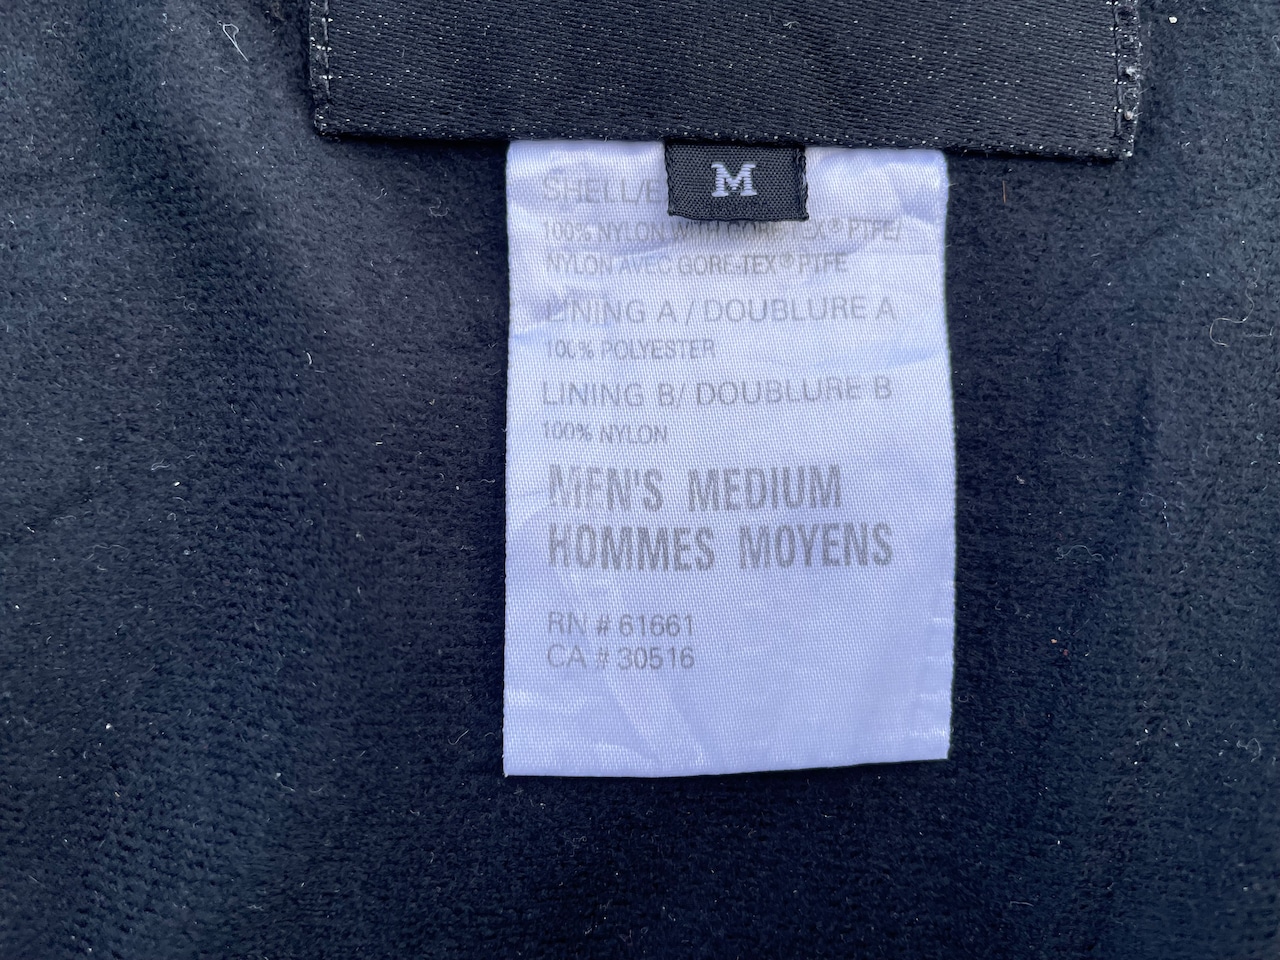 M
SHELL/E
100% NYLON WITH GORE-TEX® PTFE/
NYLON AVEC GORE-TEX® PTFE
LINING A / DOUBLURE A
100% POLYESTER
LINING B/ DOUBLURE B
100% NYLON
MEN'S MEDIUM
HOMMES MOYENS
RN # 61661
CA # 30516